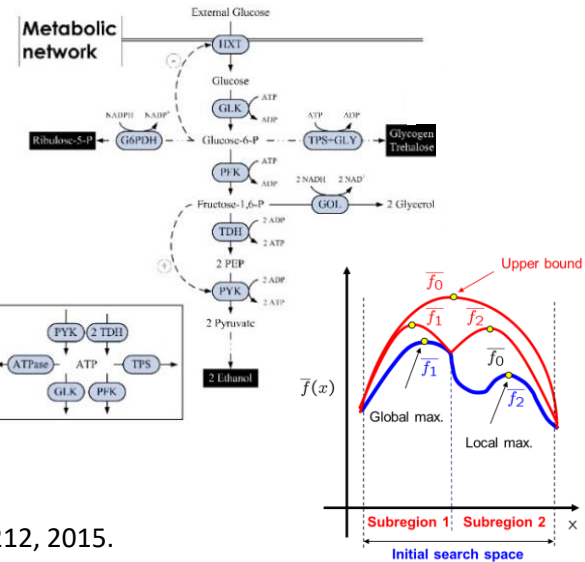 Metabolic
network
External Glucose
HXT
Glucose
GLK
ATP
ADP
NADPH NADP+
Ribulose-5-P
G6PDH
Glucose-6-P
ATP ADP
TPS+GLY
Glycogen
Trehalose
PFK
ATP
ADP
2 NADH 2 NAD+
Fructose-1,6-P
GOL
2 Glycerol
TDH
2 ADP
2 ATP
2 PEP
PYK
2 ADP
2 ATP
2 Pyruvate
2 Ethanol
PYK 2 TDH
ATPase ATP TPS
GLK PFK
Upper bound
f0
f1 f2
f1 f0
f2
f(x)
Global max.
Local max.
Subregion 1 Subregion 2 x
Initial search space
212, 2015.